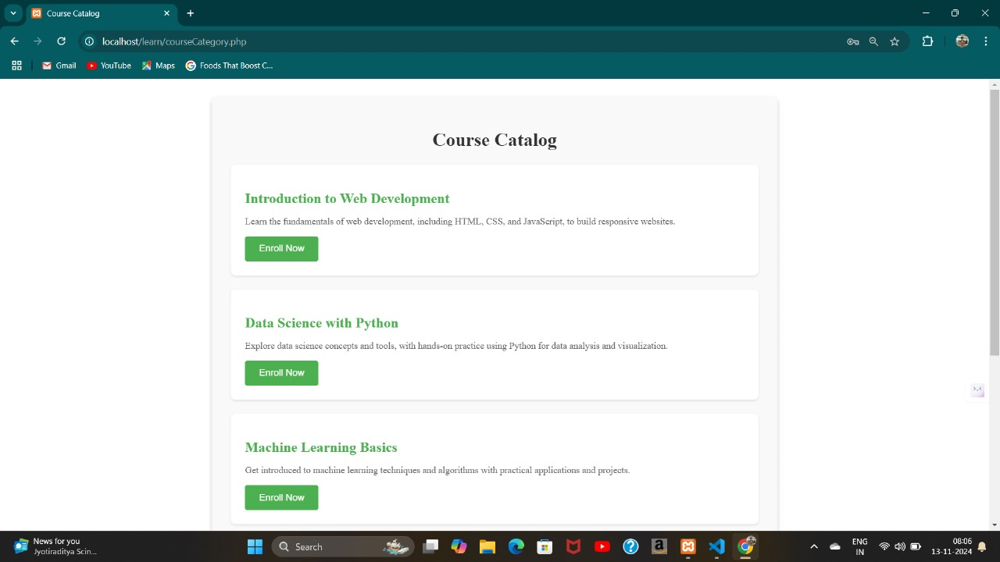 Course Catalog
localhost/learn/courseCategory.php
Gmail
YouTube
Maps
Foods That Boost C...
Course Catalog
Introduction to Web Development
Learn the fundamentals of web development, including HTML, CSS, and JavaScript, to build responsive websites.
Enroll Now
Data Science with Python
Explore data science concepts and tools, with hands-on practice using Python for data analysis and visualization.
Enroll Now
Machine Learning Basics
Get introduced to machine learning techniques and algorithms with practical applications and projects.
Enroll Now
News for you
Jyotiraditya Scin...
Search
ENG
IN
08:06
13-11-2024